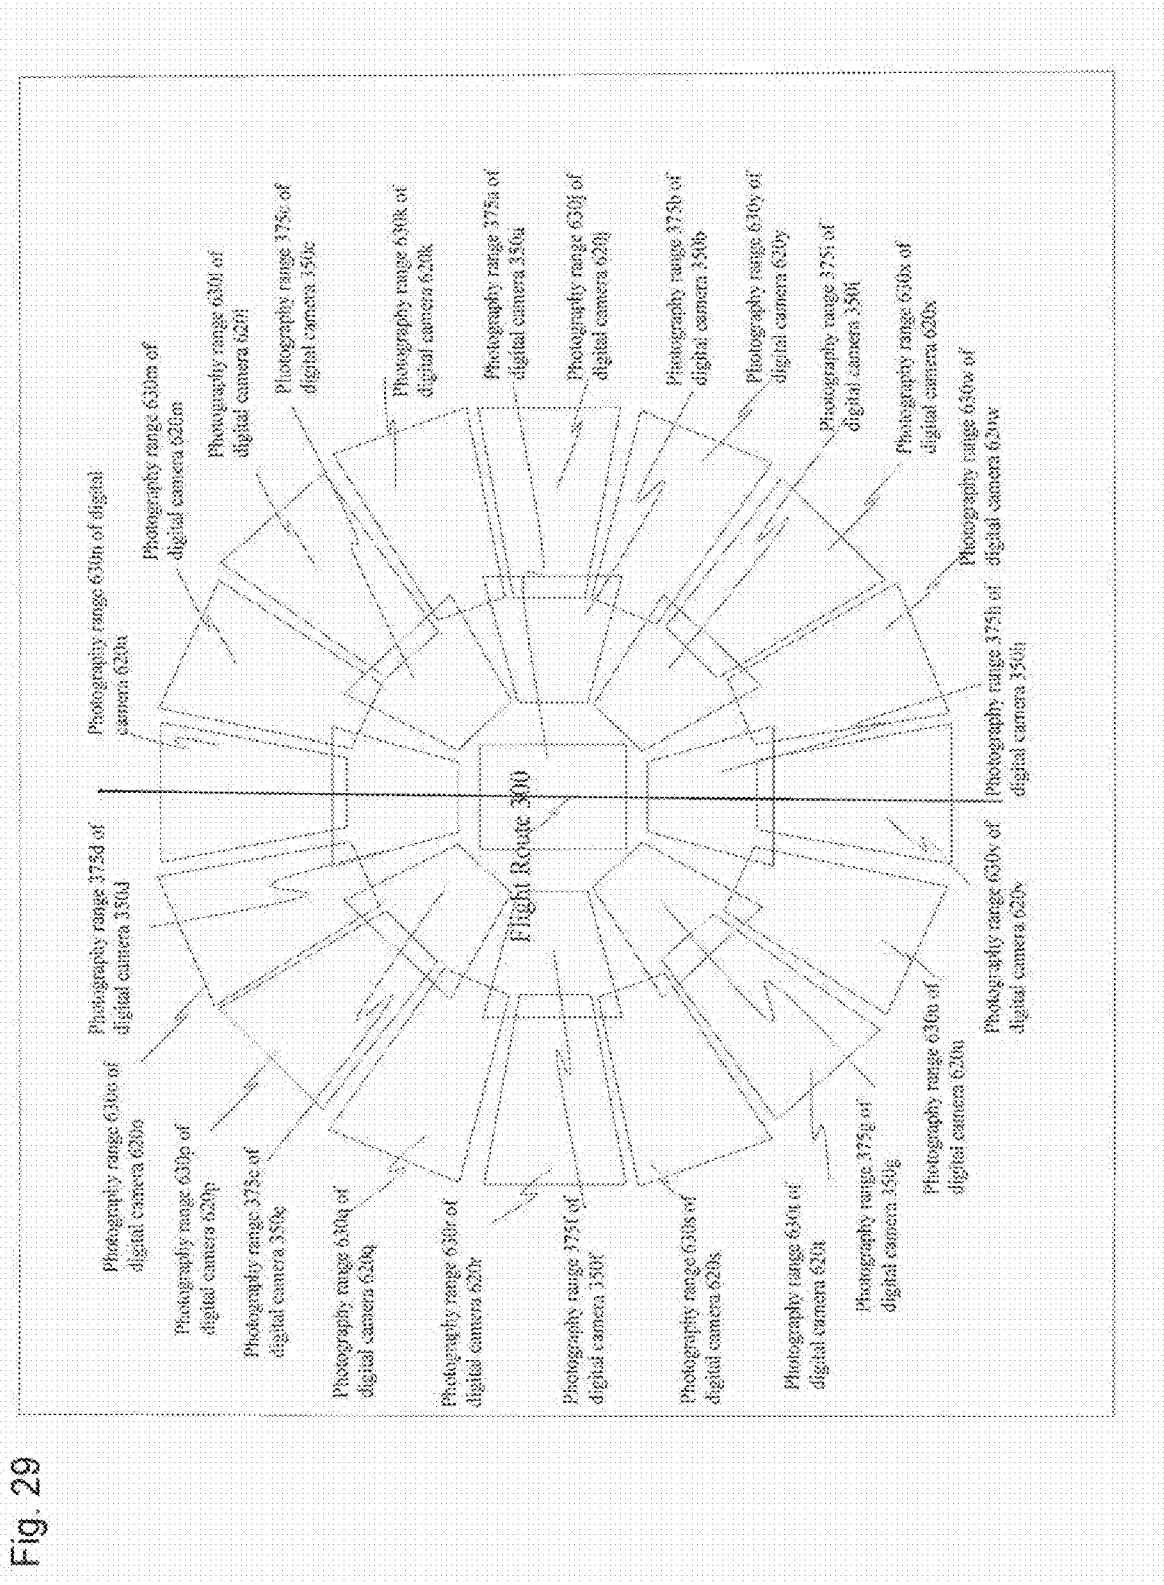 Fig. 29
Photography range 630n of digital
camera 620n
Photography range 630m of
digital camera 620m
Photography range 630l of
digital camera 620l
Photography range 375c of
digital camera 350c
Photography range 630k of
digital camera 620k
Photography range 375a of
digital camera 350a
Photography range 630j of
digital camera 620j
Photography range 375b of
digital camera 350b
Photography range 630y of
digital camera 620y
Photography range 375i of
digital camera 350i
Photography range 630x of
digital camera 620x
Photography range 630w of
digital camera 620w
Photography range 375h of
digital camera 350h
Flight Route 300
Photography range 375d of
digital camera 350d
Photography range 630o of
digital camera 620o
Photography range 630p of
digital camera 620p
Photography range 375e of
digital camera 350e
Photography range 630q of
digital camera 620q
Photography range 630r of
digital camera 620r
Photography range 375f of
digital camera 350f
Photography range 630s of
digital camera 620s
Photography range 630t of
digital camera 620t
Photography range 375g of
digital camera 350g
Photography range 630u of
digital camera 620u
Photography range 630v of
digital camera 620v